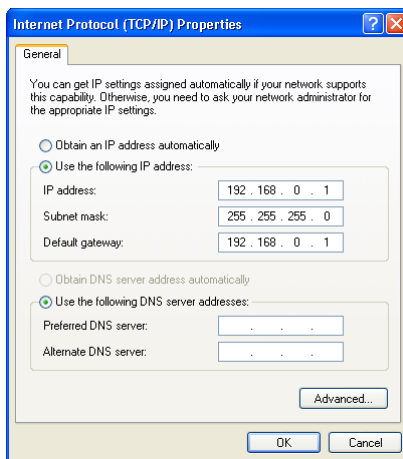 Internet Protocol (TCP/IP) Properties
General
You can get IP settings assigned automatically if your network supports
this capability. Otherwise, you need to ask your network administrator for
the appropriate IP settings.
Obtain an IP address automatically
Use the following IP address:
IP address: 192 . 168 . 0 . 1
Subnet mask: 255 . 255 . 255 . 0
Default gateway: 192 . 168 . 0 . 1
Obtain DNS server address automatically
Use the following DNS server addresses:
Preferred DNS server: . . .
Alternate DNS server: . . .
Advanced...
OK Cancel